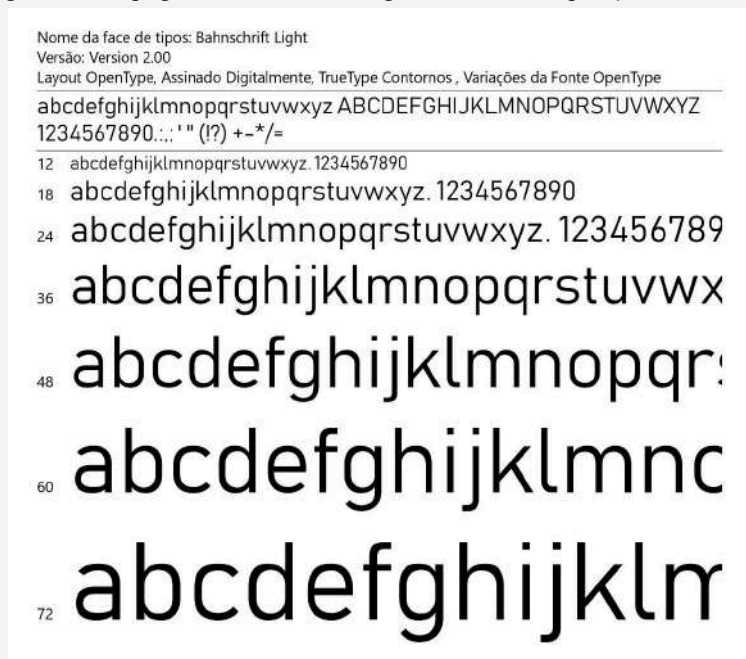 Nome da face de tipos: Bahnschrift Light
Versão: Version 2.00
Layout OpenType, Assinado Digitalmente, TrueType Contornos , Variações da Fonte OpenType
abcdefghijklmnopqrstuvwxyz ABCDEFGHIJKLMNOPQRSTUVWXYZ
1234567890.:,; ' " (!?) +-*/=
12 abcdefghijklmnopqrstuvwxyz. 1234567890
18 abcdefghijklmnopqrstuvwxyz. 1234567890
24 abcdefghijklmnopqrstuvwxyz. 123456789
36 abcdefghijklmnopqrstuvwx
48 abcdefghijklmnopqr
60 abcdefghijklmn
72 abcdefghijkl